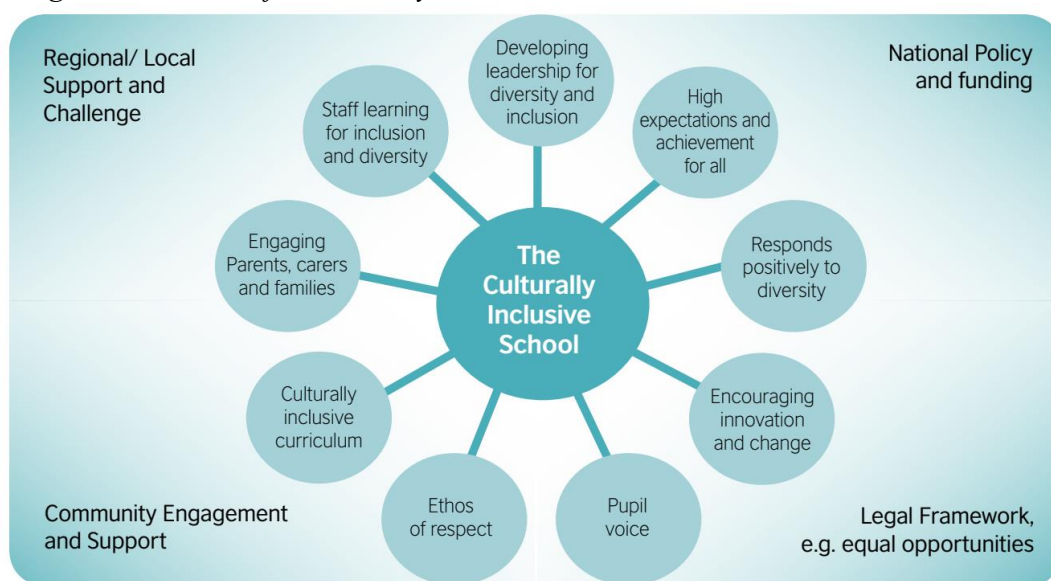 Regional/ Local
Support and
Challenge
Developing
leadership for
diversity and
inclusion
National Policy
and funding
Staff learning
for inclusion
and diversity
High
expectations and
achievement
for all
Engaging
Parents, carers
and families
The
Culturally
Inclusive
School
Responds
positively to
diversity
Culturally
inclusive
curriculum
Encouraging
innovation
and change
Ethos
of respect
Pupil
voice
Community Engagement
and Support
Legal Framework,
e.g. equal opportunities